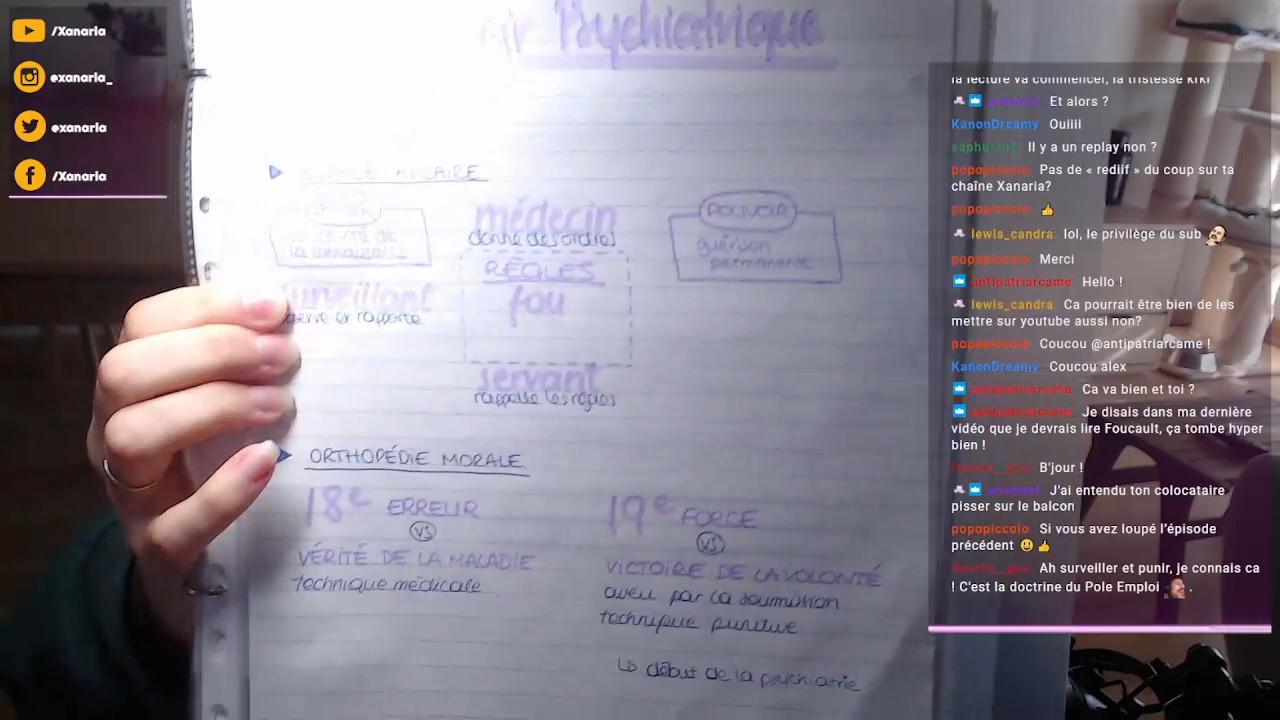 /Xanaria
@xanaria_
@xanaria
/Xanaria
Psychiatrique
MOLAIRE
la connaissance
médecin
donne des ordres
RÈGLES
fou
POUVOIR
guérison
permanente
surveillant
observe et rapporte
servant
rapporte les règles
ORTHOPÉDIE MORALE
18e ERREUR
VS
VÉRITÉ DE LA MALADIE
technique médicale
19e FORCE
VS
VICTOIRE DE LA VOLONTÉ
aveu par la soumission
technique punitive
↳ début de la psychiatrie
la lecture va commencer, la tristesse KrKr
Et alors ?
KanonDreamy Ouiiii
Il y a un replay non ?
popopiccolo Pas de « rediif » du coup sur ta
chaîne Xanaria?
popopiccolo 👍
lewis_candra lol, le privilège du sub
popopiccolo Merci
antipatriarcame Hello !
lewis_candra Ca pourrait être bien de les
mettre sur youtube aussi non?
popopiccolo Coucou @antipatriarcame !
KanonDreamy Coucou alex
antipatriarcame Ca va bien et toi ?
antipatriarcame Je disais dans ma dernière
vidéo que je devrais lire Foucault, ça tombe hyper
bien !
B'jour !
J'ai entendu ton colocataire
pisser sur le balcon
popopiccolo Si vous avez loupé l'épisode
précédent 😃👍
Ah surveiller et punir, je connais ca
! C'est la doctrine du Pole Emploi .